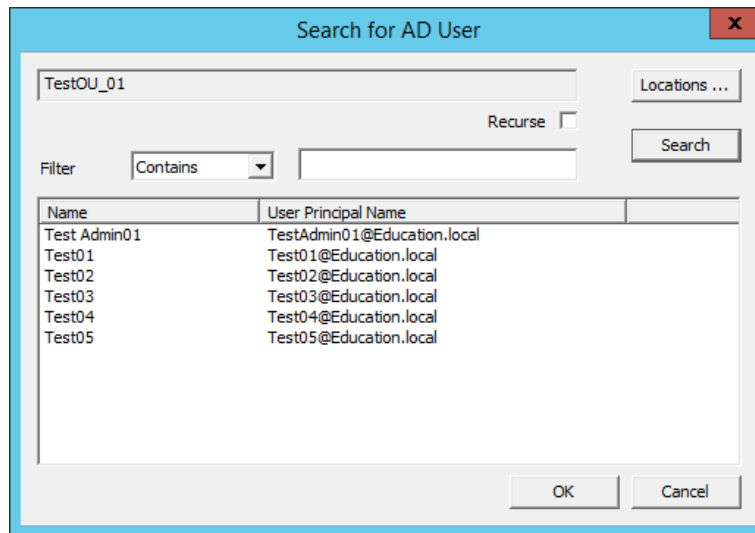 Search for AD User
x
TestOU_01
Locations ...
Recurse
Search
Filter Contains
Name User Principal Name
Test Admin01 TestAdmin01@Education.local
Test01 Test01@Education.local
Test02 Test02@Education.local
Test03 Test03@Education.local
Test04 Test04@Education.local
Test05 Test05@Education.local
OK Cancel